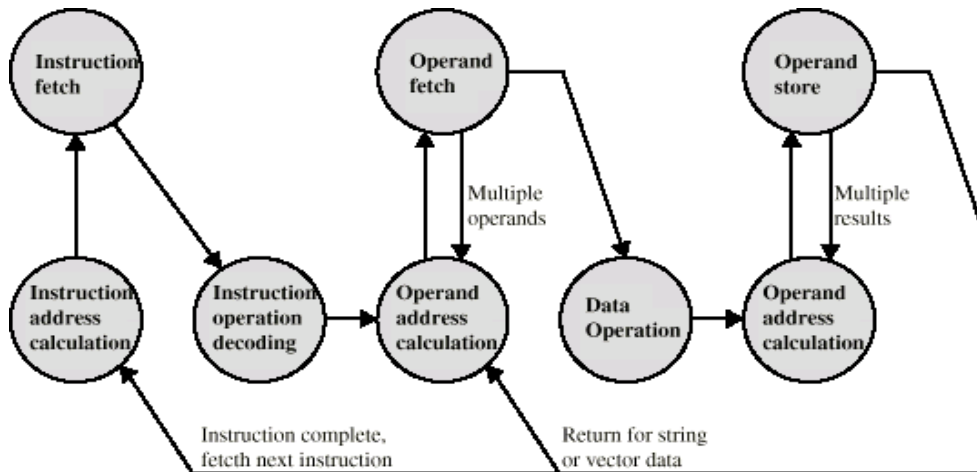 Instruction
fetch
Operand
fetch
Operand
store
Multiple
operands
Multiple
results
Instruction
address
calculation
Instruction
operation
decoding
Operand
address
calculation
Data
Operation
Operand
address
calculation
Instruction complete,
fetcth next instruction
Return for string
or vector data